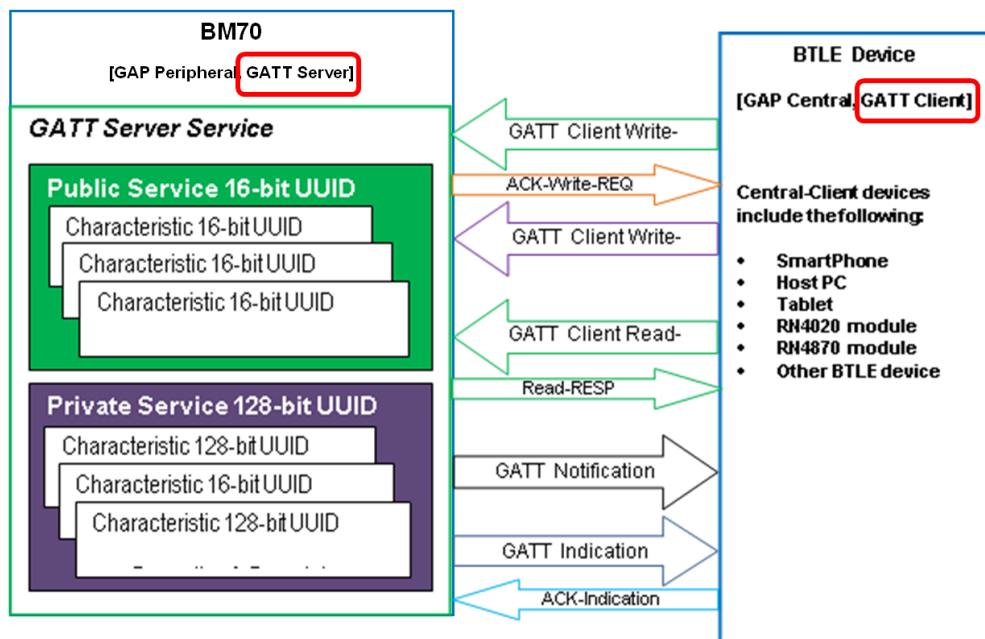 BM70
[GAP Peripheral, GATT Server]
GATT Server Service
Public Service 16-bit UUID
Characteristic 16-bit UUID
Characteristic 16-bit UUID
Characteristic 16-bit UUID
Private Service 128-bit UUID
Characteristic 128-bit UUID
Characteristic 16-bit UUID
Characteristic 128-bit UUID
GATT Client Write-
ACK-Write-REQ
GATT Client Write-
GATT Client Read-
Read-RESP
GATT Notification
GATT Indication
ACK-Indication
BTLE Device
[GAP Central, GATT Client]
Central-Client devices
include the following:
• SmartPhone
• Host PC
• Tablet
• RN4020 module
• RN4870 module
• Other BTLE device